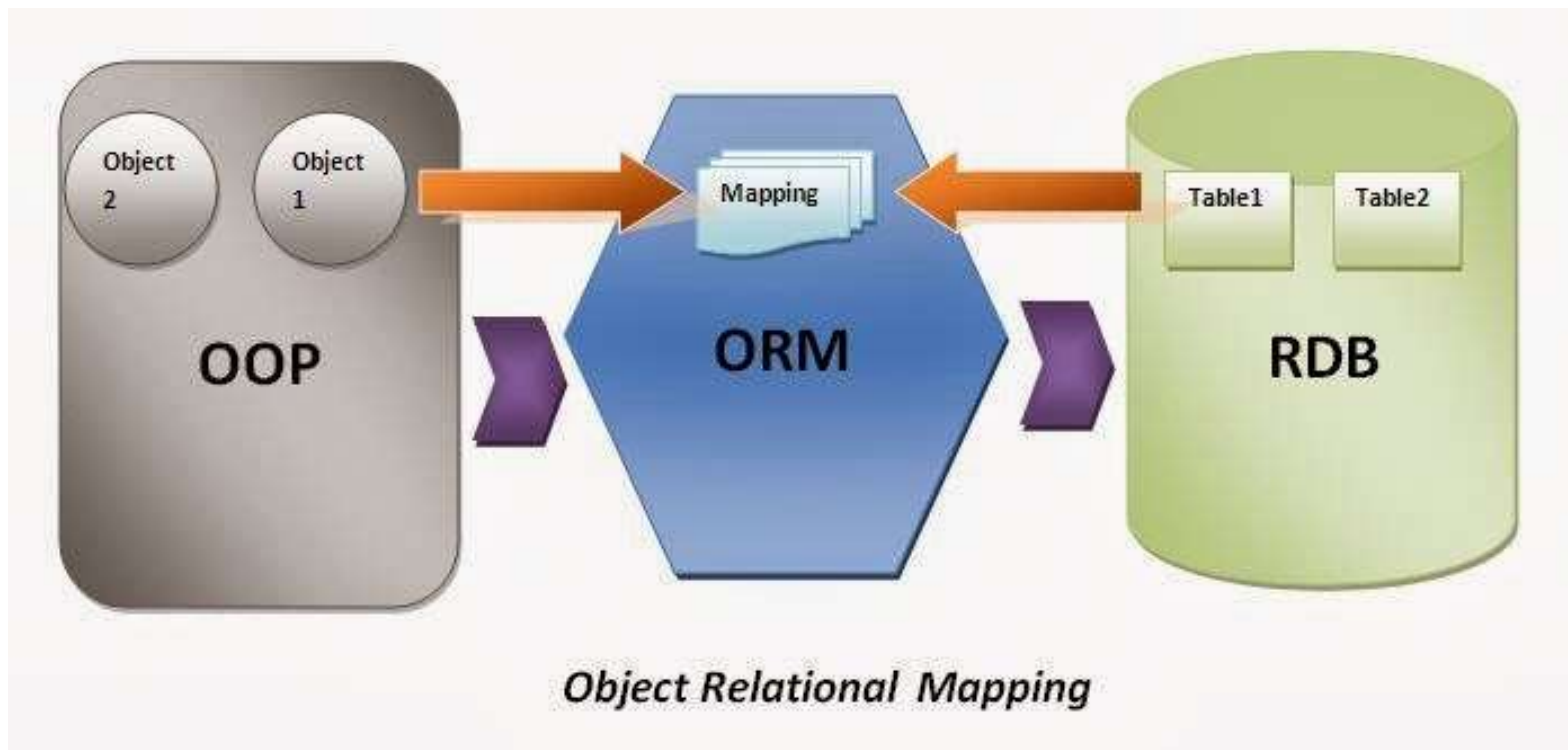 Object
2
Object
1
Mapping
Table1
Table2
OOP
ORM
RDB
Object Relational Mapping